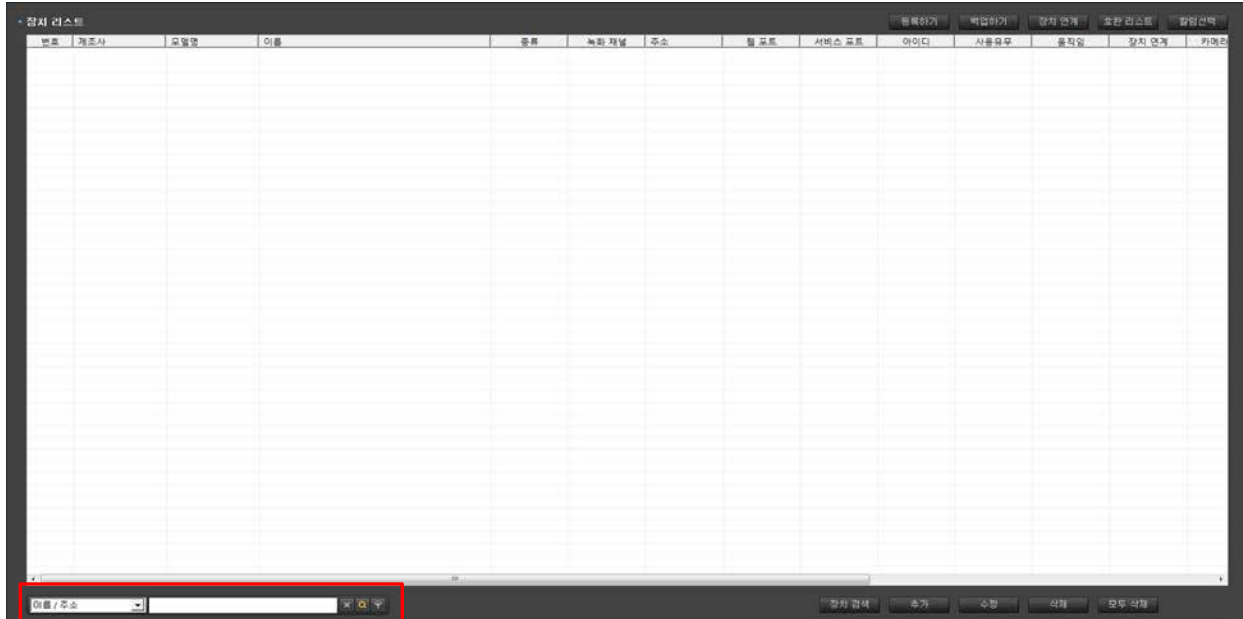 장치 리스트
등록하기 백업하기 장치 연계 호환 리스트 칼럼선택
번호 제조사 모델명 이름 종류 녹화 채널 주소 웹 포트 서비스 포트 아이디 사용유무 움직임 장치 연계 카메라
이름 / 주소
장치 검색 추가 수정 삭제 모두 삭제